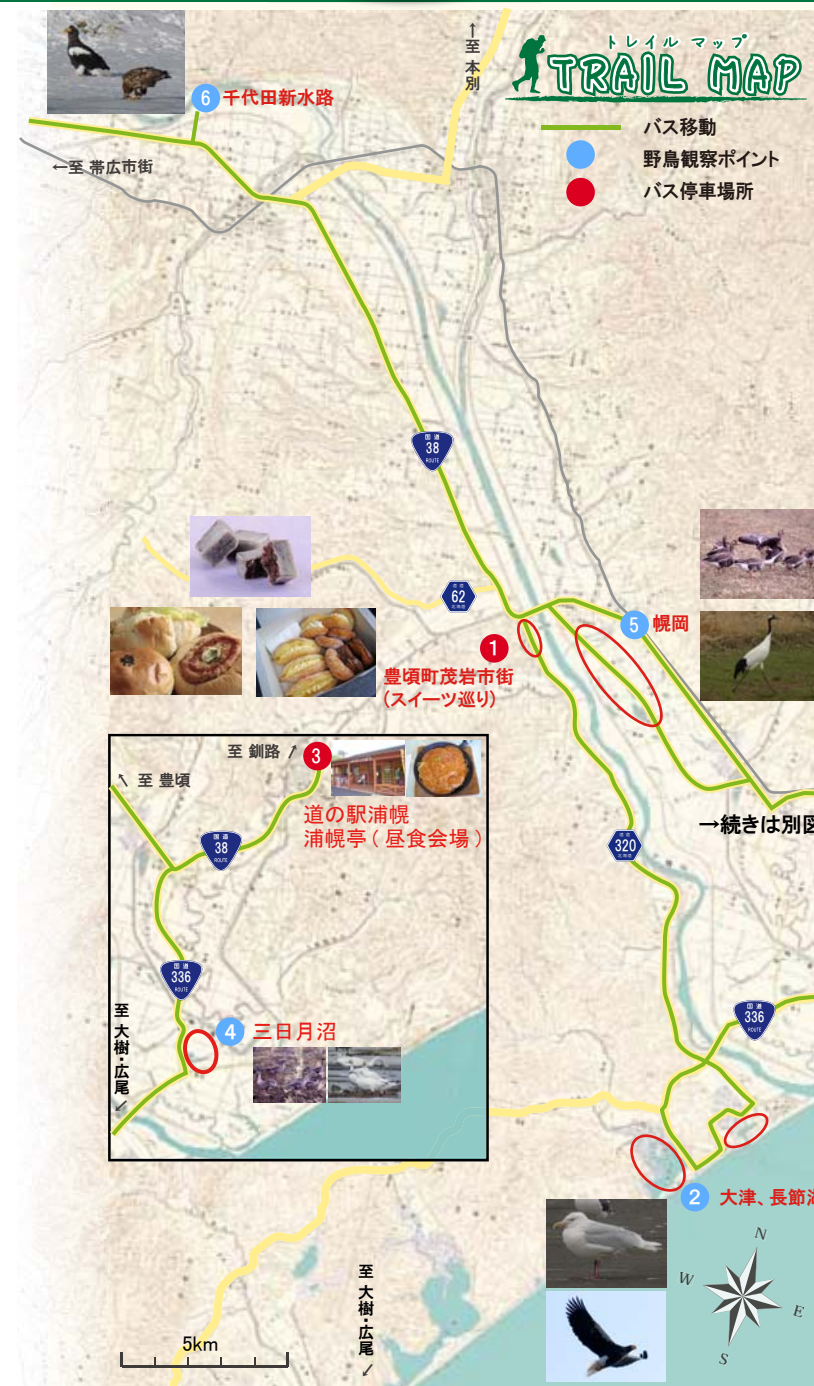 トレイル マップ
TRAIL MAP
バス移動
野鳥観察ポイント
バス停車場所
↑至 本別
6 千代田新水路
←至 帯広市街
国道
38
ROUTE
道道
62
北海道
5 幌岡
1
豊頃町茂岩市街
(スイーツ巡り)
至 釧路 ↗
3
↖ 至 豊頃
道の駅浦幌
浦幌亭 ( 昼食会場 )
国道
38
ROUTE
→続きは別図
道道
320
北海道
国道
336
ROUTE
国道
336
ROUTE
至 大樹・広尾 ↙
4 三日月沼
2 大津、長節湖
N
W
E
S
至 大樹・広尾 ↙
5km